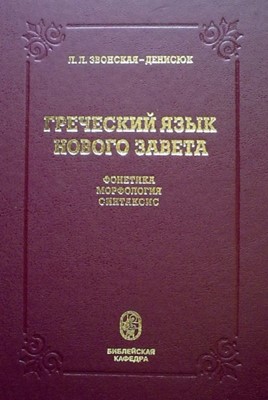 Л. Л. ЗВОНСКАЯ-ДЕНИСЮК
ГРЕЧЕСКИЙ ЯЗЫК
НОВОГО ЗАВЕТА
ФОНЕТИКА
МОРФОЛОГИЯ
СИНТАКСИС
БИБЛЕЙСКАЯ
КАФЕДРА